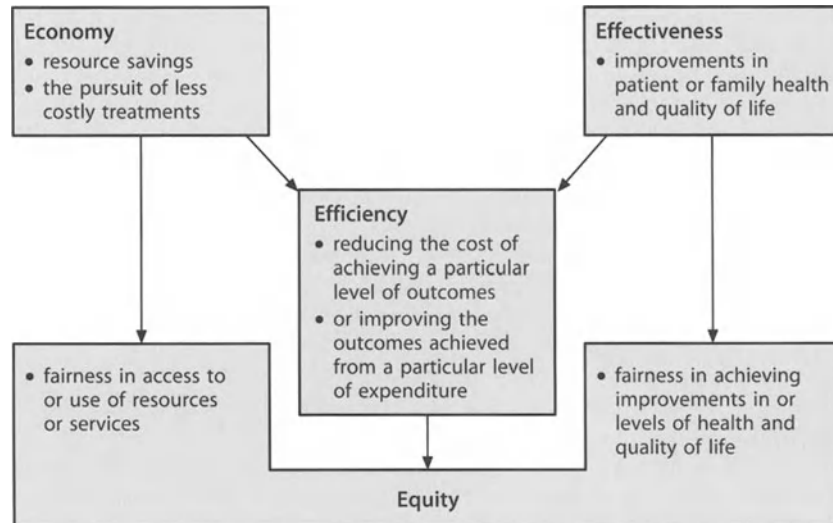 Economy
• resource savings
• the pursuit of less
costly treatments
Effectiveness
• improvements in
patient or family health
and quality of life
Efficiency
• reducing the cost of
achieving a particular
level of outcomes
• or improving the
outcomes achieved
from a particular level
of expenditure
• fairness in access to
or use of resources
or services
• fairness in achieving
improvements in or
levels of health and
quality of life
Equity